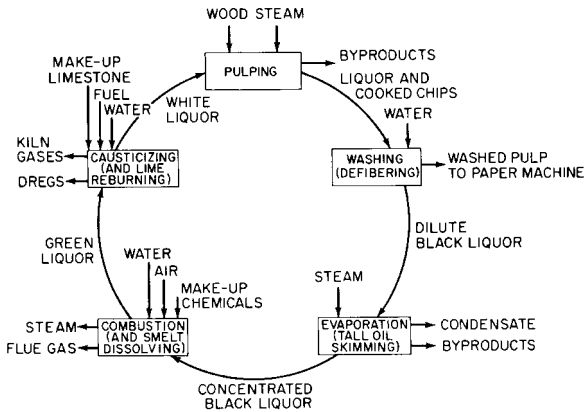 WOOD STEAM
PULPING
BYPRODUCTS
LIQUOR AND
COOKED CHIPS
WATER
WASHING
(DEFIBERING)
WASHED PULP
TO PAPER MACHINE
DILUTE
BLACK LIQUOR
STEAM
EVAPORATION
(TALL OIL
SKIMMING)
CONDENSATE
BYPRODUCTS
CONCENTRATED
BLACK LIQUOR
WATER
AIR
MAKE-UP
CHEMICALS
COMBUSTION
(AND SMELT
DISSOLVING)
STEAM
FLUE GAS
GREEN
LIQUOR
MAKE-UP
LIMESTONE
FUEL
WATER
CAUSTICIZING
(AND LIME
REBURNING)
KILN
GASES
DREGS
WHITE
LIQUOR